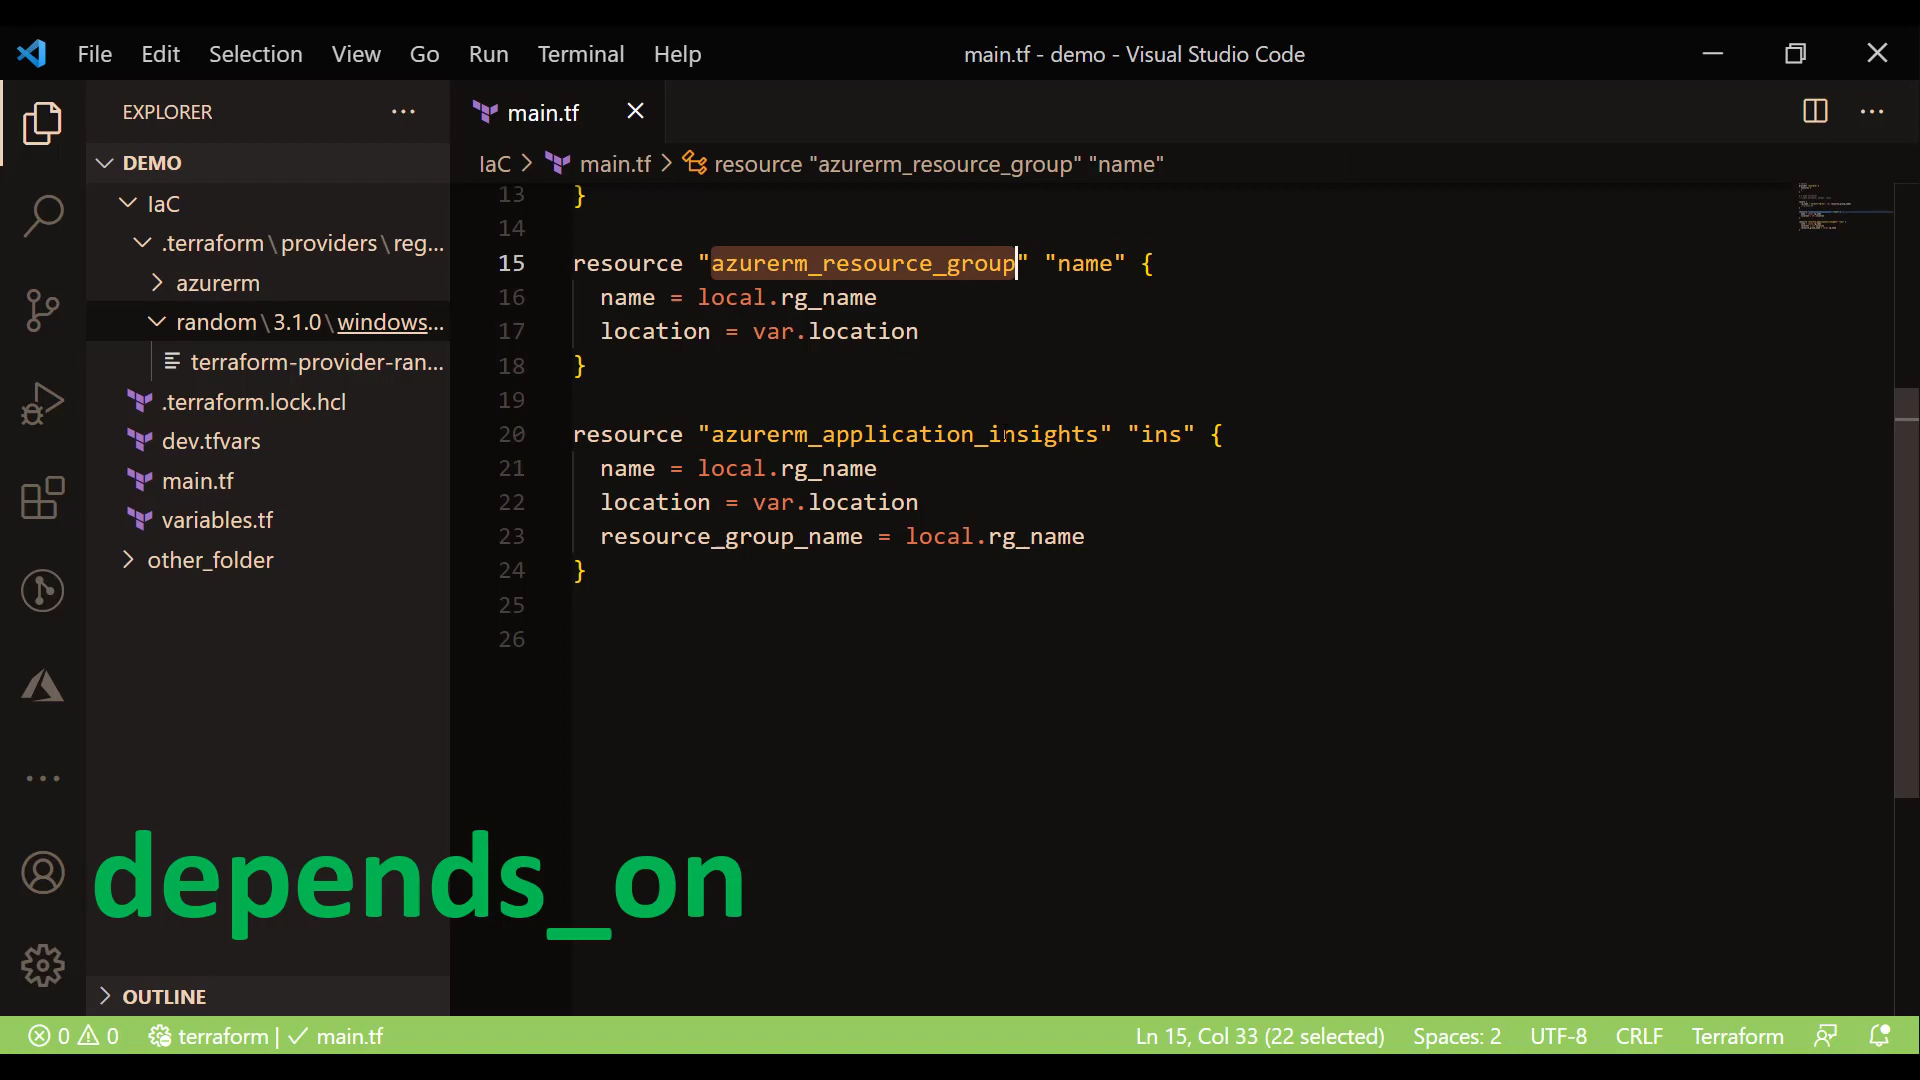 File Edit Selection View Go Run Terminal Help main.tf - demo - Visual Studio Code
EXPLORER
DEMO
IaC
.terraform\providers\reg...
azurerm
random\3.1.0\windows...
terraform-provider-ran...
.terraform.lock.hcl
dev.tfvars
main.tf
variables.tf
other_folder
OUTLINE
main.tf
IaC > main.tf > resource "azurerm_resource_group" "name"
13 }
14
15 resource "azurerm_resource_group" "name" {
16 name = local.rg_name
17 location = var.location
18 }
19
20 resource "azurerm_application_insights" "ins" {
21 name = local.rg_name
22 location = var.location
23 resource_group_name = local.rg_name
24 }
25
26
depends_on
0 0 terraform | ✓ main.tf Ln 15, Col 33 (22 selected) Spaces: 2 UTF-8 CRLF Terraform